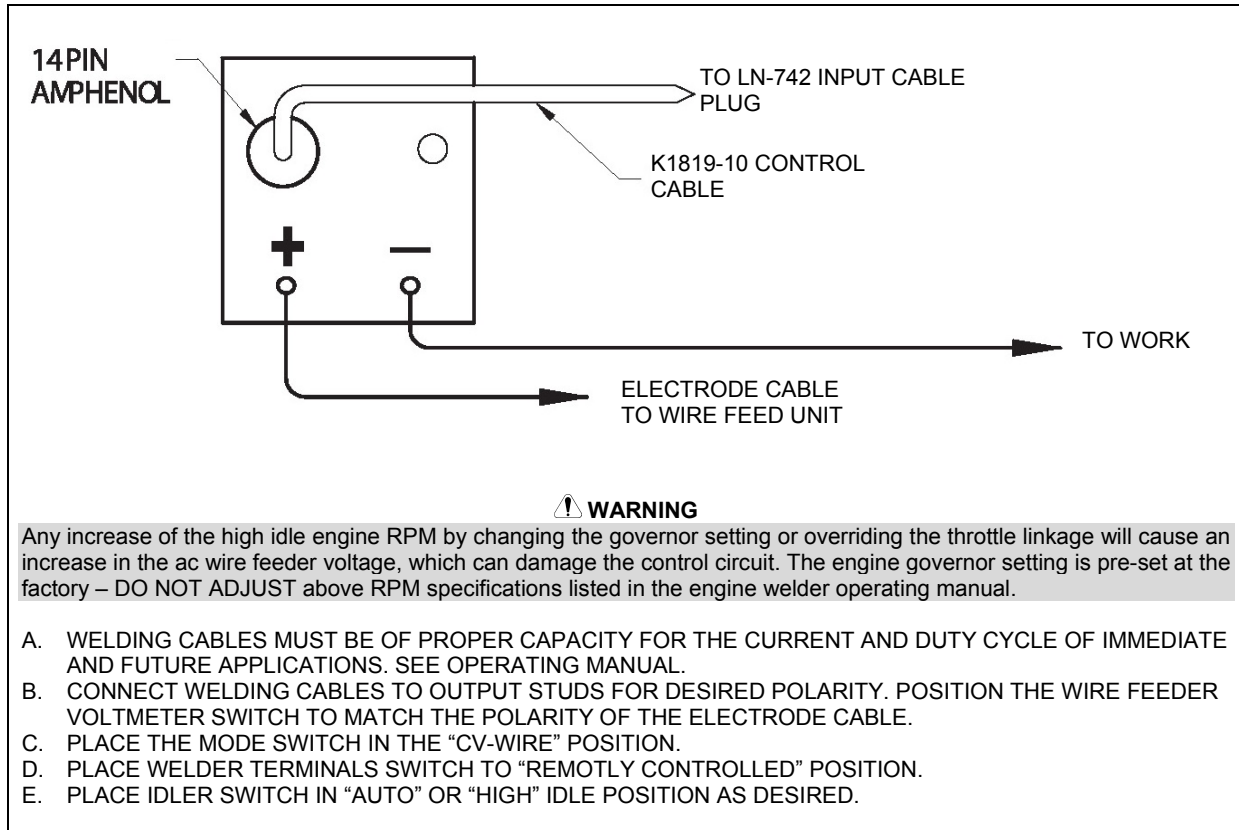 14 PIN
AMPHENOL
TO LN-742 INPUT CABLE
PLUG
K1819-10 CONTROL
CABLE
+
—
TO WORK
ELECTRODE CABLE
TO WIRE FEED UNIT
WARNING
Any increase of the high idle engine RPM by changing the governor setting or overriding the throttle linkage will cause an
increase in the ac wire feeder voltage, which can damage the control circuit. The engine governor setting is pre-set at the
factory – DO NOT ADJUST above RPM specifications listed in the engine welder operating manual.
A. WELDING CABLES MUST BE OF PROPER CAPACITY FOR THE CURRENT AND DUTY CYCLE OF IMMEDIATE
AND FUTURE APPLICATIONS. SEE OPERATING MANUAL.
B. CONNECT WELDING CABLES TO OUTPUT STUDS FOR DESIRED POLARITY. POSITION THE WIRE FEEDER
VOLTMETER SWITCH TO MATCH THE POLARITY OF THE ELECTRODE CABLE.
C. PLACE THE MODE SWITCH IN THE “CV-WIRE” POSITION.
D. PLACE WELDER TERMINALS SWITCH TO “REMOTLY CONTROLLED” POSITION.
E. PLACE IDLER SWITCH IN “AUTO” OR “HIGH” IDLE POSITION AS DESIRED.